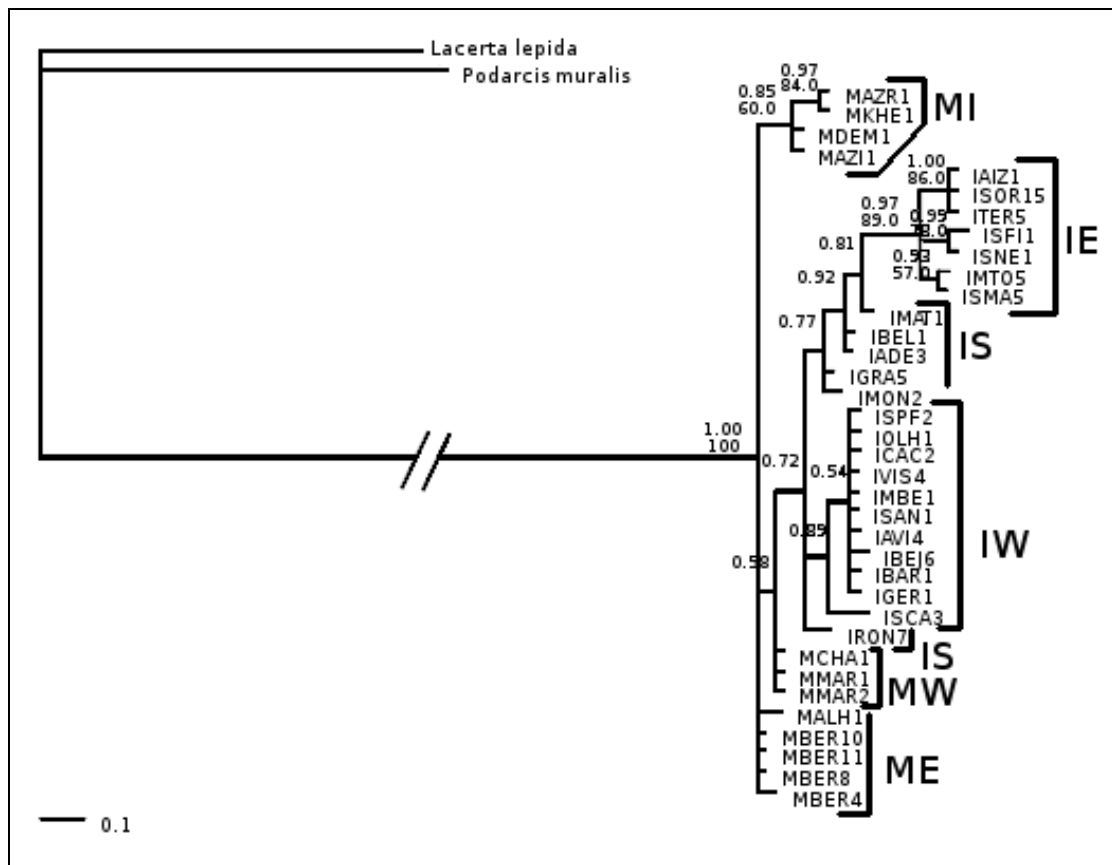 Lacerta lepida
Podarcis muralis
0.97
84.0
0.85
60.0
MAZR1
MKHE1
MDEM1
MAZI1
MI
1.00
86.0
IAIZ1
ISOR15
ITER5
0.97
89.0
0.99
78.0
ISFI1
ISNE1
0.93
57.0
IMTO5
ISMA5
IE
0.81
0.92
0.77
IMAT1
IBEL1
IADE3
IGRA5
IS
IMON2
ISPF2
IOLH1
ICAC2
IVIS4
IMBE1
ISAN1
IAVI4
IBEJ6
IBAR1
IGER1
ISCA3
IW
1.00
100
0.72
0.54
0.89
0.58
IRON7
IS
MCHA1
MMAR1
MMAR2
MW
MALH1
MBER10
MBER11
MBER8
MBER4
ME
0.1